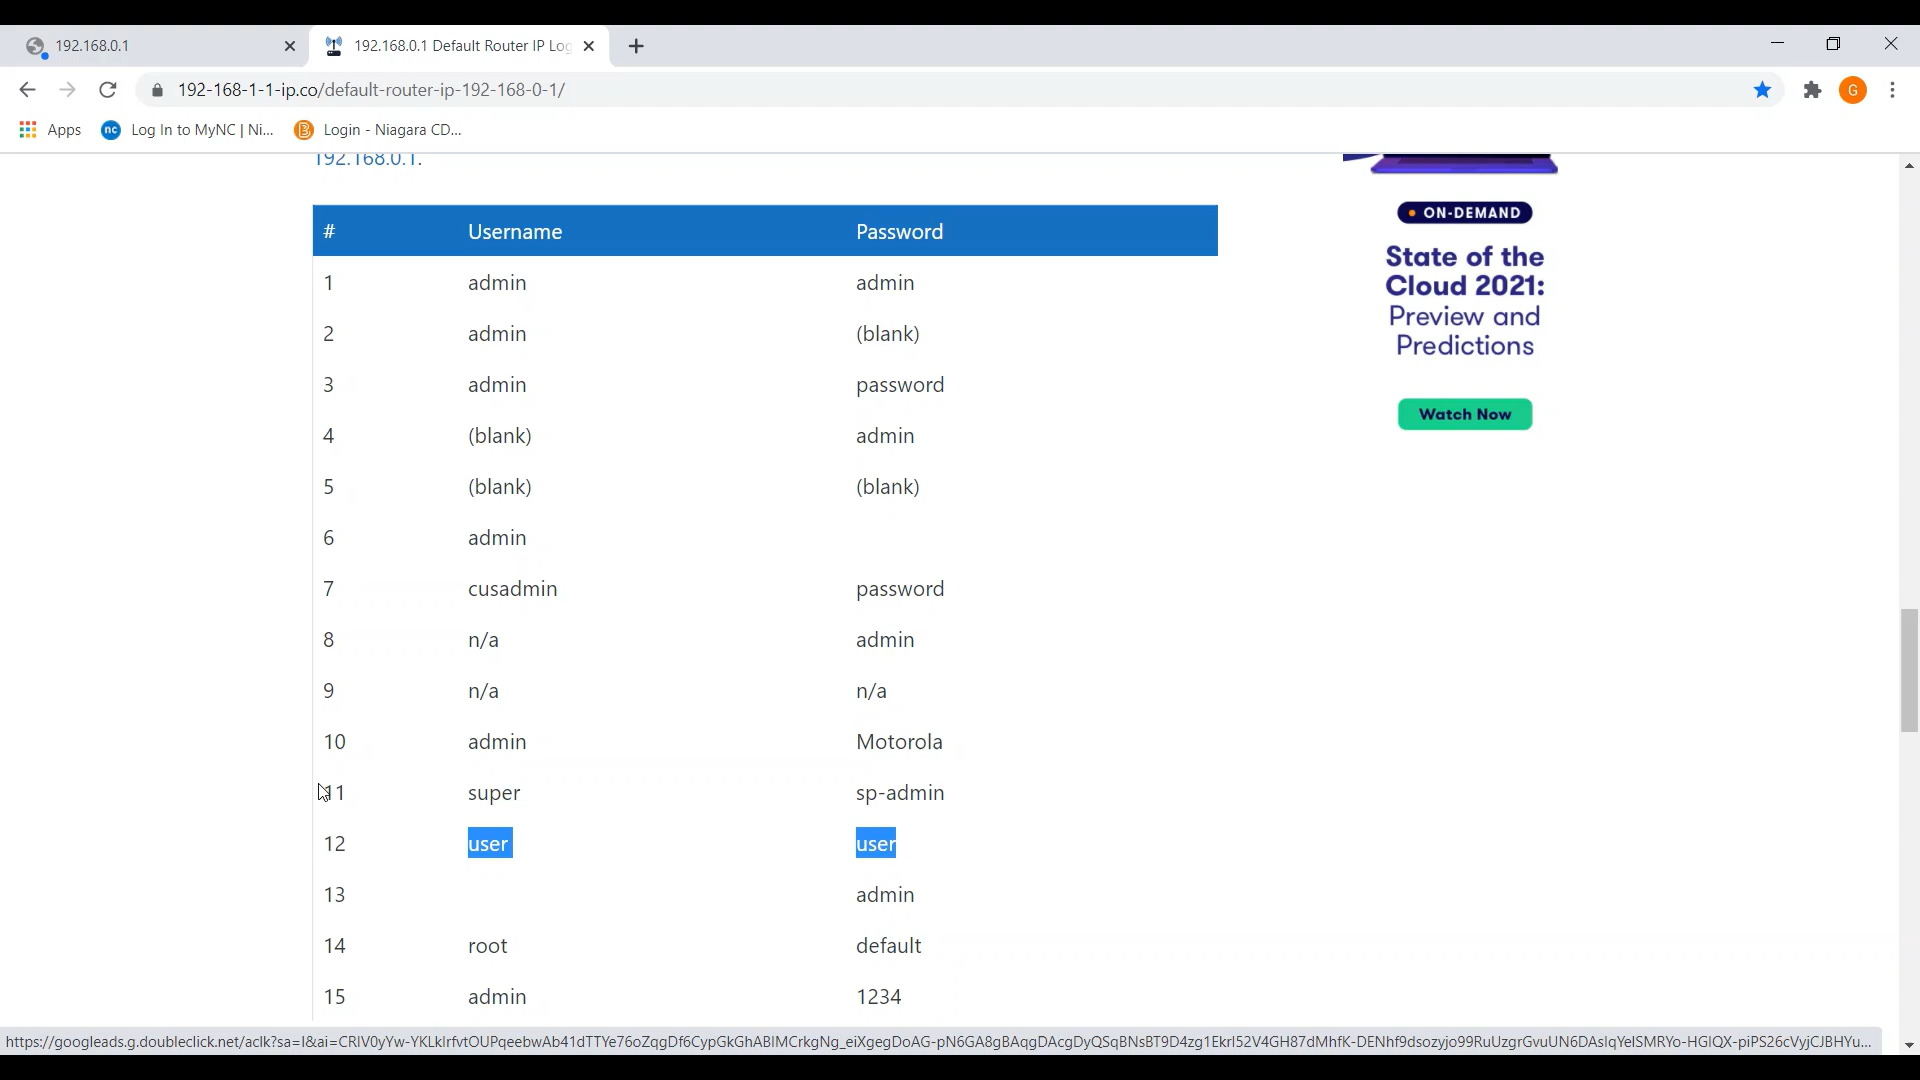 192.168.0.1
192.168.0.1 Default Router IP Log
192-168-1-1-ip.co/default-router-ip-192-168-0-1/
G
Apps
nc
Log In to MyNC | Ni...
Login - Niagara CD...
192.168.0.1.
# Username Password
1 admin admin
2 admin (blank)
3 admin password
4 (blank) admin
5 (blank) (blank)
6 admin
7 cusadmin password
8 n/a admin
9 n/a n/a
10 admin Motorola
11 super sp-admin
12 user user
13 admin
14 root default
15 admin 1234
ON-DEMAND
State of the
Cloud 2021:
Preview and
Predictions
Watch Now